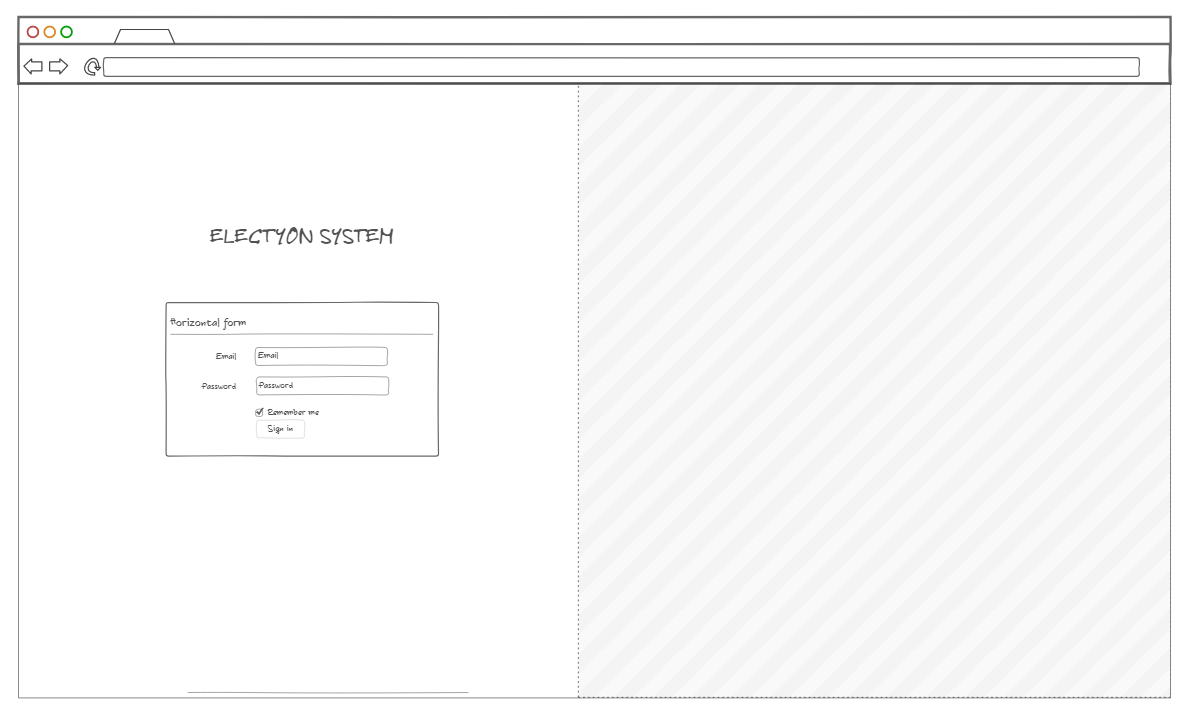 ELECTYON SYSTEM
Horizontal form
Email Email
Password Password
Remember me
Sign in